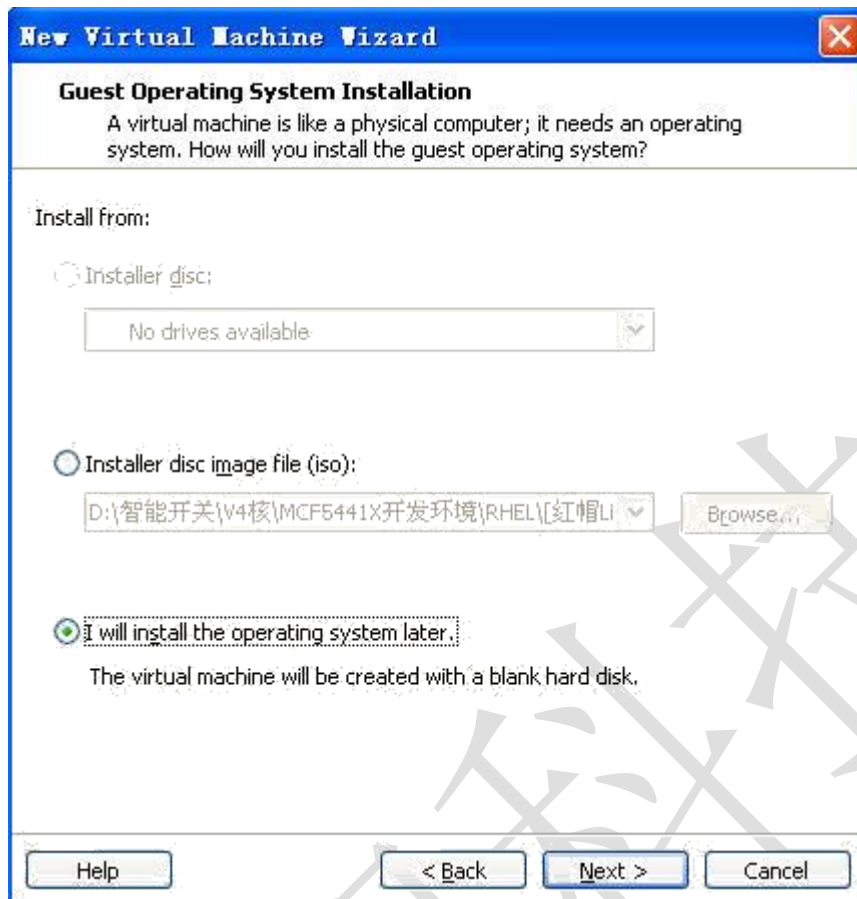 New Virtual Machine Wizard
Guest Operating System Installation
A virtual machine is like a physical computer; it needs an operating
system. How will you install the guest operating system?
Install from:
Installer disc:
No drives available
Installer disc image file (iso):
D:\智能开关\V4核\MCF5441X开发环境\RHEL\[红帽Li
Browse...
I will install the operating system later.
The virtual machine will be created with a blank hard disk.
Help
< Back
Next >
Cancel
科技